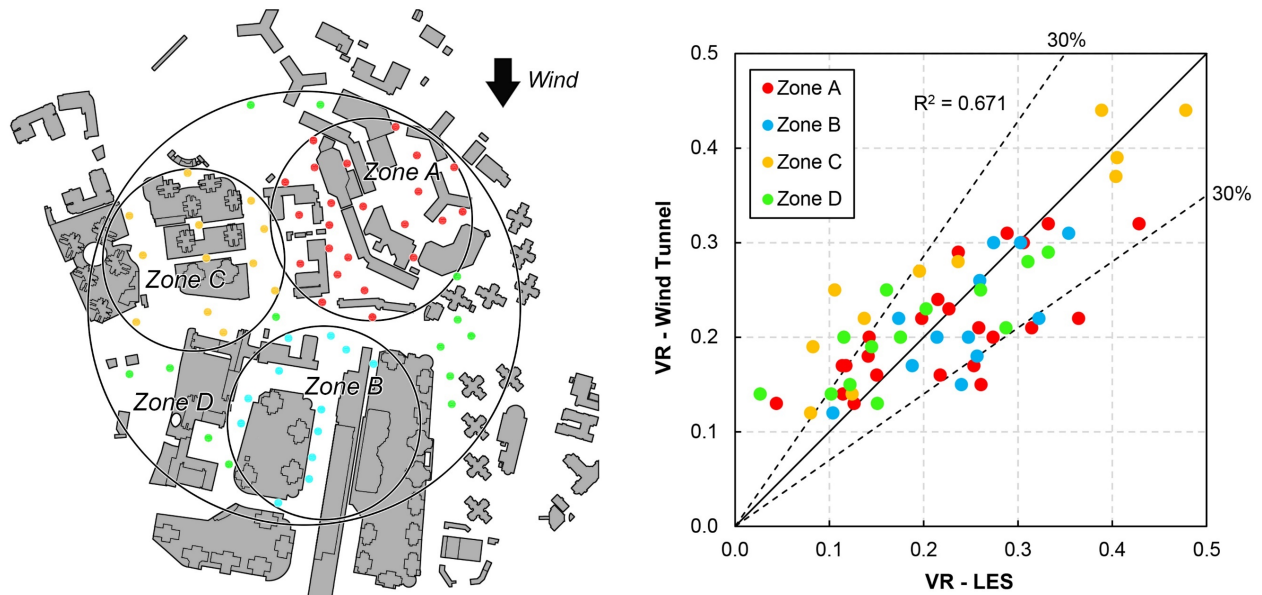 Wind
Zone A
Zone C
Zone B
Zone D
30%
30%
R² = 0.671
Zone A
Zone B
Zone C
Zone D
VR - Wind Tunnel
0.5
0.4
0.3
0.2
0.1
0.0
0.0 0.1 0.2 0.3 0.4 0.5
VR - LES